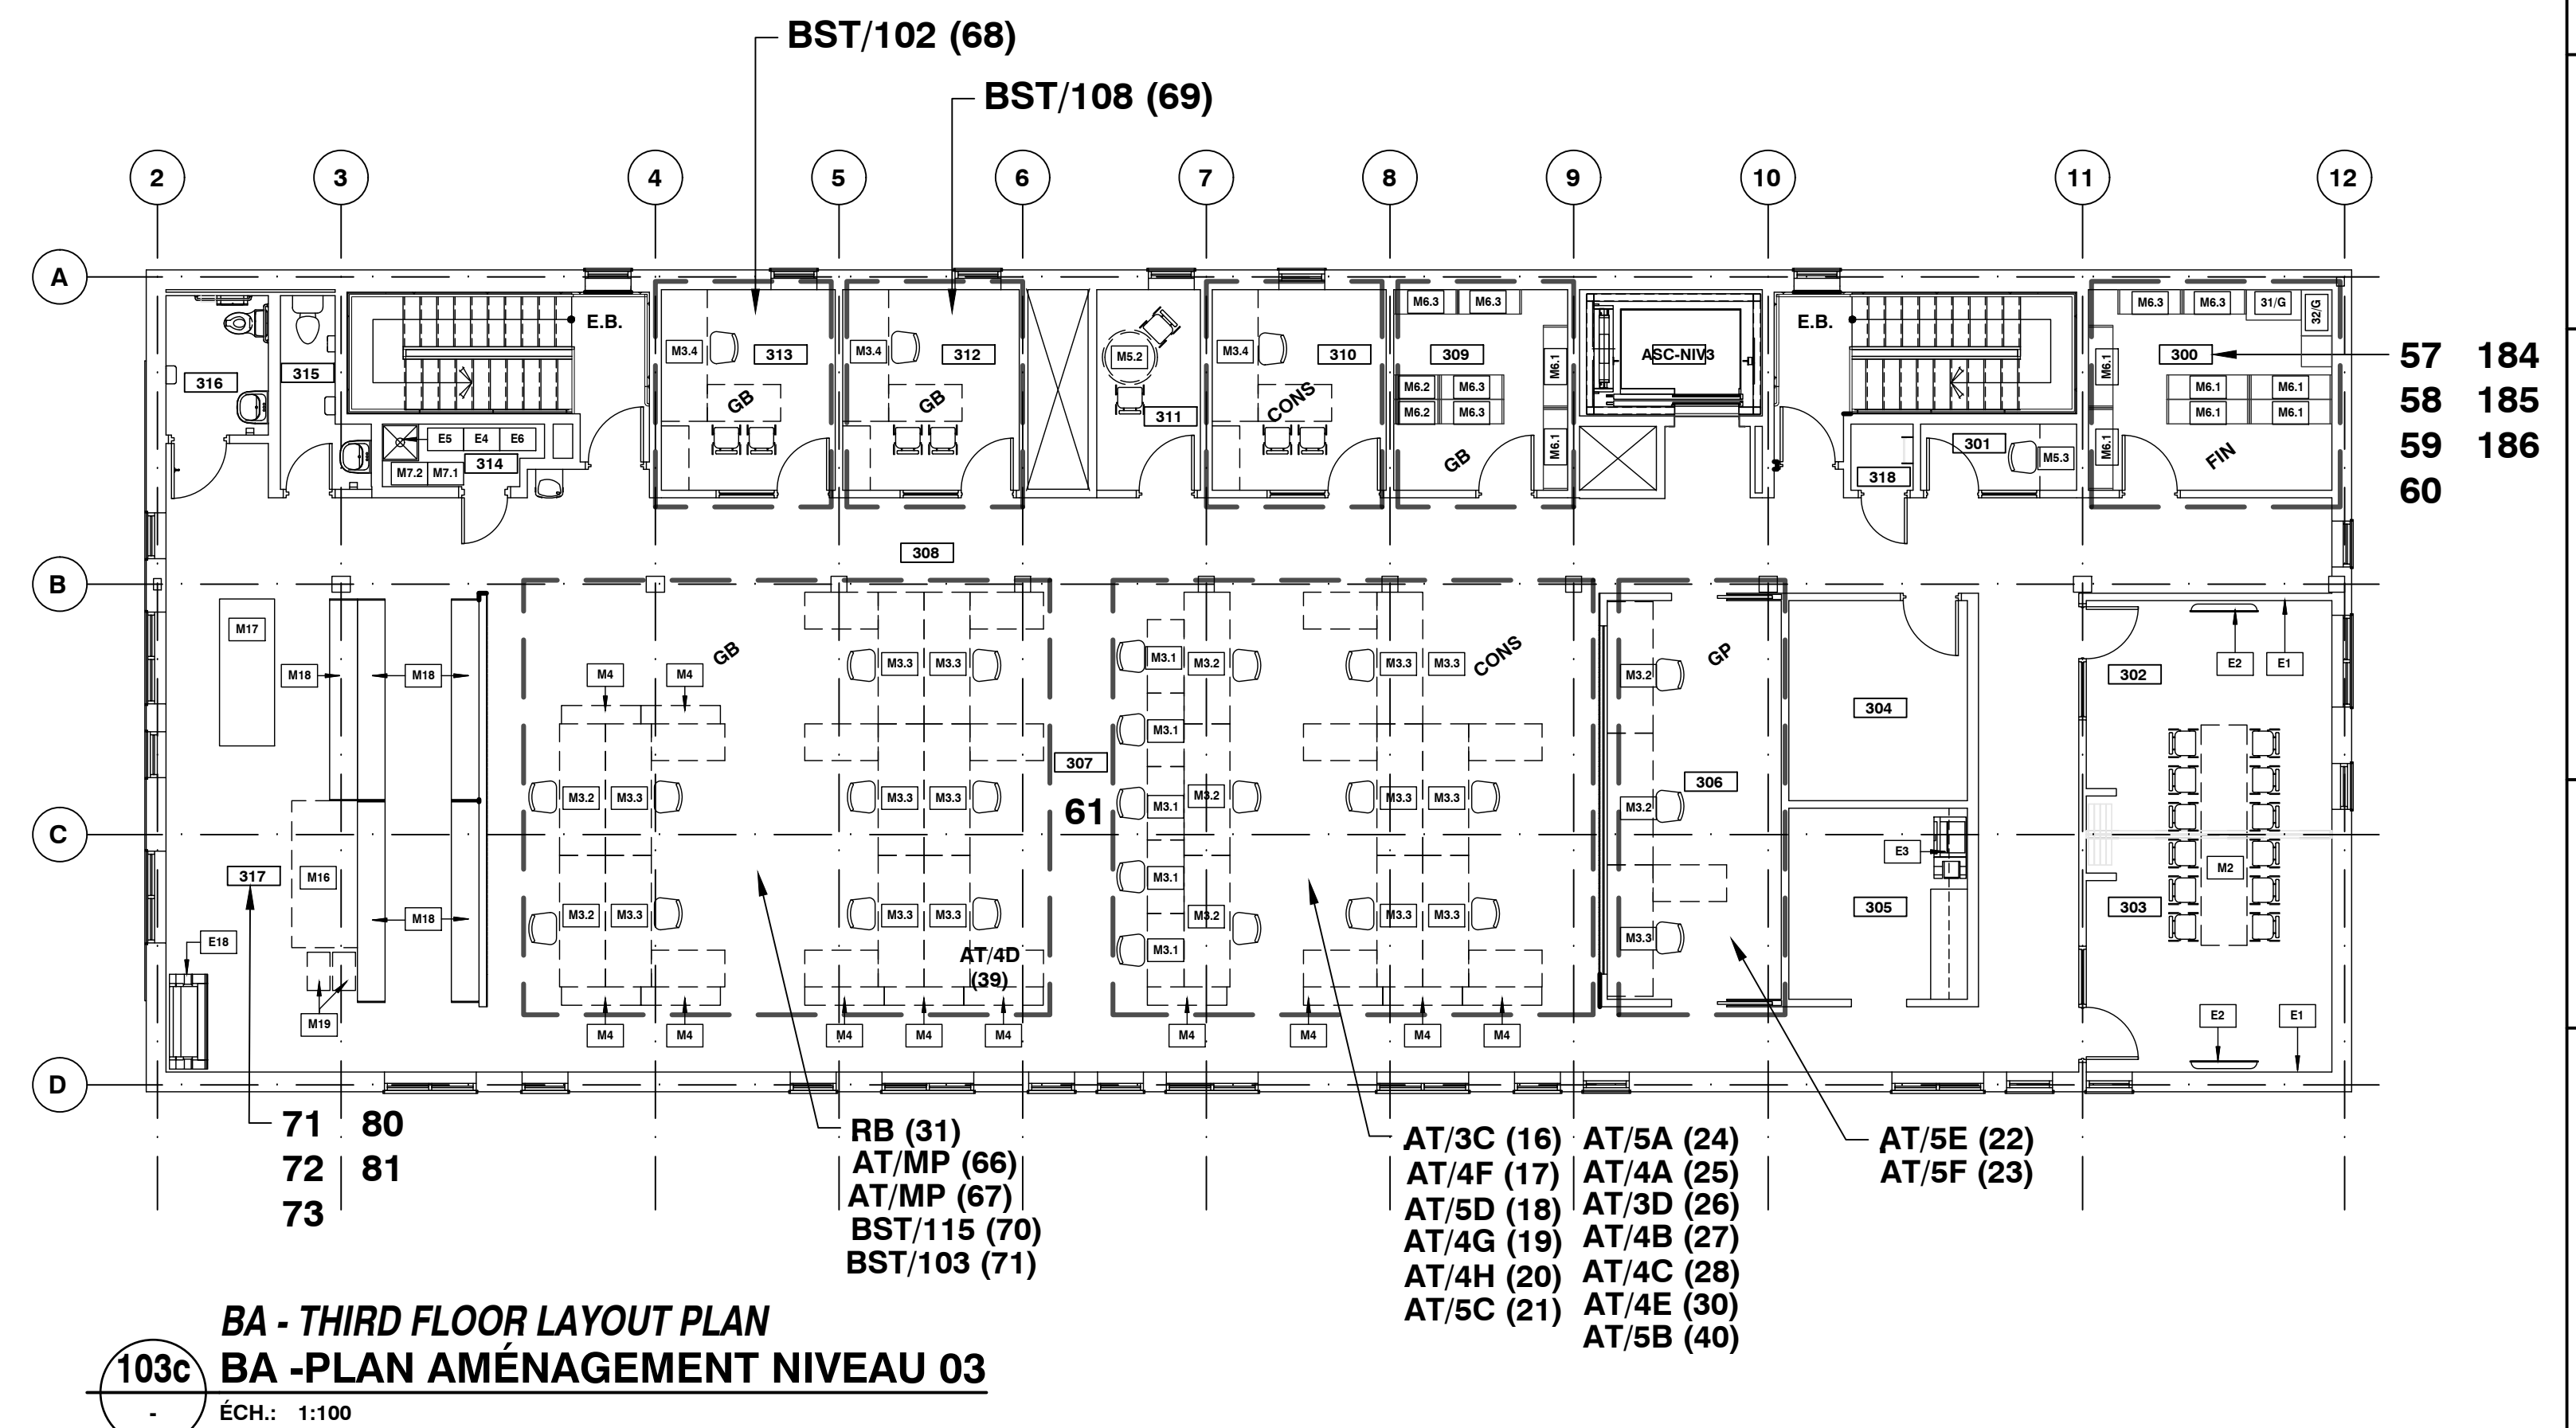 BST/102 (68)
BST/108 (69)
2 3 4 5 6 7 8 9 10 11 12
A
E.B.
M3.4 313
GB
M3.4 312
GB
M5.2
311
M3.4 310
CONS
M6.3 M6.3
309
M6.1
M6.2 M6.3
M6.2 M6.3
M6.1
GB
ASC-NIV3
E.B.
M6.3 M6.3 31/G 32/G
300
M6.1
M6.1 M6.1
M6.1 M6.1
M6.1
FIN
57 184
58 185
59 186
60
316
315
E5 E4 E6
M7.2 M7.1 314
301
M5.3
318
308
B
M17
M18 M18
GB
M4 M4
M3.3 M3.3
M3.1 M3.2
M3.3 M3.3
CONS
GP
M3.2
E2 E1
302
M3.1
304
307
306
M3.2 M3.3
M3.3 M3.3
61
M3.1 M3.2
M3.3 M3.3
M3.2
C
E3
317
M16
M18
M3.1
M2
M3.2 M3.3
M3.3 M3.3
M3.2
M3.3 M3.3
305
303
E18
AT/4D
(39)
M3.1
M3.3
M19
M4 M4 M4 M4 M4 M4 M4 M4 M4
E2 E1
D
71 80
72 81
73
RB (31)
AT/MP (66)
AT/MP (67)
BST/115 (70)
BST/103 (71)
AT/3C (16) AT/5A (24)
AT/4F (17) AT/4A (25)
AT/5D (18) AT/3D (26)
AT/4G (19) AT/4B (27)
AT/4H (20) AT/4C (28)
AT/5C (21) AT/4E (30)
AT/5B (40)
AT/5E (22)
AT/5F (23)
BA - THIRD FLOOR LAYOUT PLAN
103c BA -PLAN AMÉNAGEMENT NIVEAU 03
- ÉCH.: 1:100